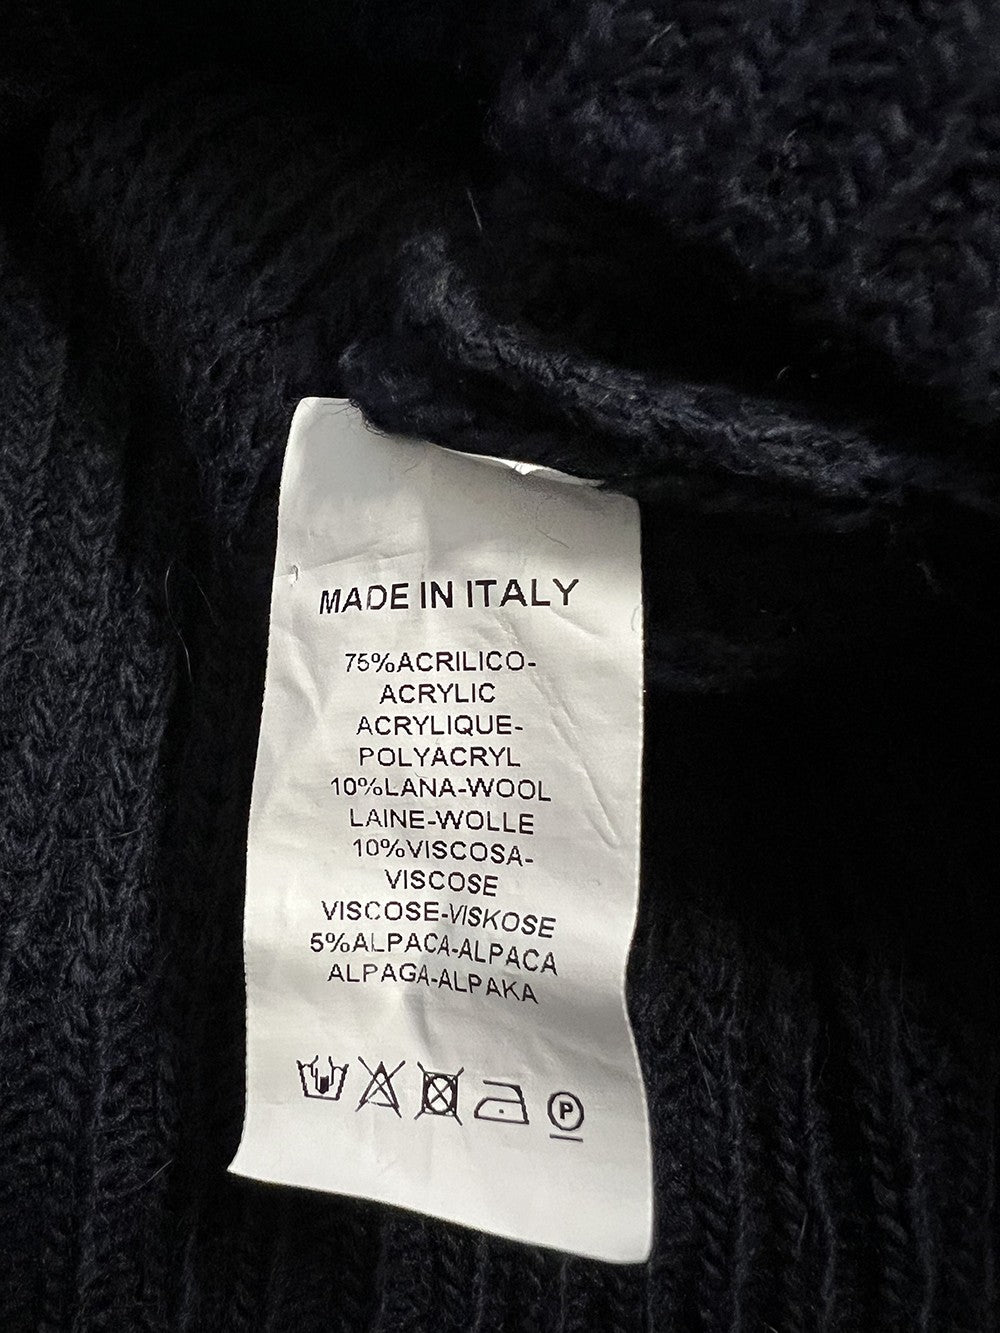 MADE IN ITALY
75%ACRILICO-
ACRYLIC
ACRYLIQUE-
POLYACRYL
10%LANA-WOOL
LAINE-WOLLE
10%VISCOSA-
VISCOSE
VISCOSE-VISKOSE
5%ALPACA-ALPACA
ALPAGA-ALPAKA
P